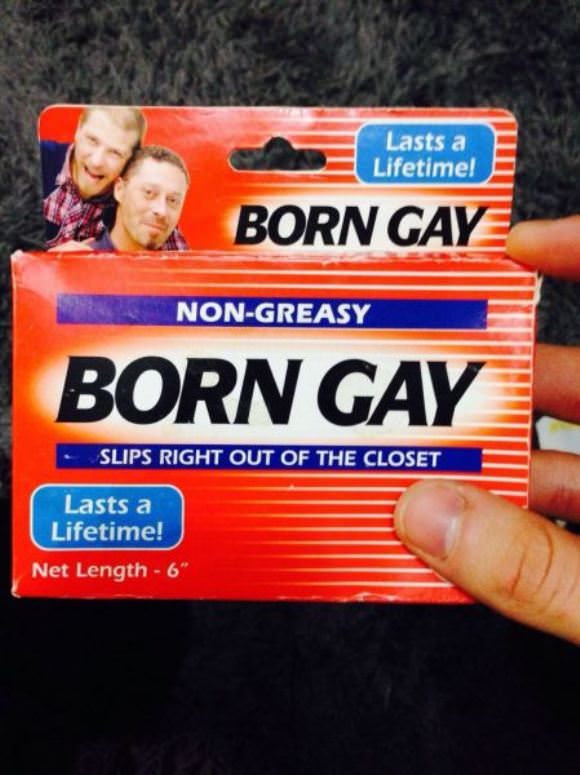 Lasts a
Lifetime!
BORN GAY
NON-GREASY
BORN GAY
SLIPS RIGHT OUT OF THE CLOSET
Lasts a
Lifetime!
Net Length - 6"